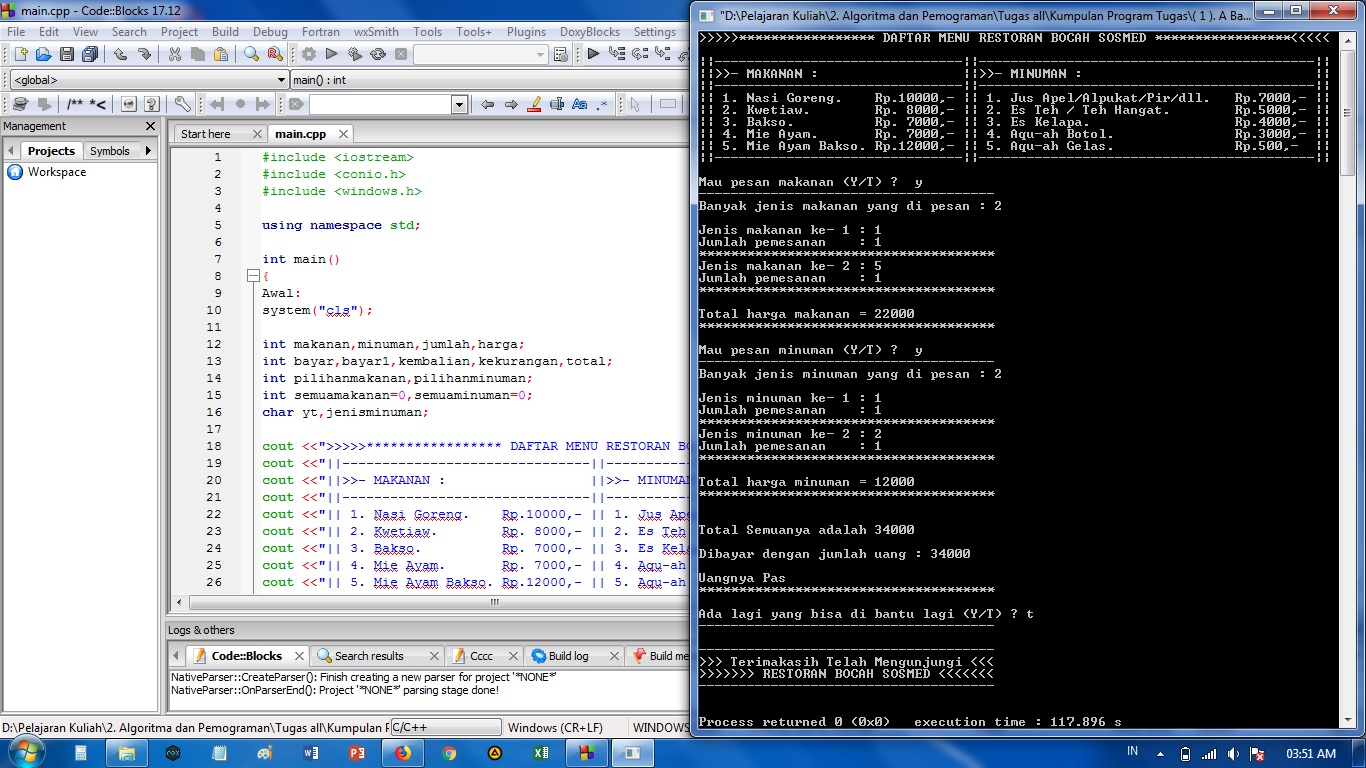 main.cpp - Code::Blocks 17.12
File Edit View Search Project Build Debug Fortran wxSmith Tools Tools+ Plugins DoxyBlocks Settings
<global> main() : int
/** *< Aa .*
Management
Projects Symbols
Workspace
Start here main.cpp
1 #include <iostream>
2 #include <conio.h>
3 #include <windows.h>
4
5 using namespace std;
6
7 int main()
8 {
9 Awal:
10 system("cls");
11
12 int makanan,minuman,jumlah,harga;
13 int bayar,bayar1,kembalian,kekurangan,total;
14 int pilihanmakanan,pilihanminuman;
15 int semuamakanan=0,semuaminuman=0;
16 char yt,jenisminuman;
17
18 cout <<">>>>>***************** DAFTAR MENU RESTORAN BOC
19 cout <<"||-------------------------------||-----------
20 cout <<"||>>- MAKANAN : ||>>- MINUMAN
21 cout <<"||-------------------------------||-----------
22 cout <<"|| 1. Nasi Goreng. Rp.10000,- || 1. Jus Ape
23 cout <<"|| 2. Kwetiaw. Rp. 8000,- || 2. Es Teh
24 cout <<"|| 3. Bakso. Rp. 7000,- || 3. Es Kela
25 cout <<"|| 4. Mie Ayam. Rp. 7000,- || 4. Aqu-ah
26 cout <<"|| 5. Mie Ayam Bakso. Rp.12000,- || 5. Aqu-ah
Logs & others
Code::Blocks Search results Cccc Build log Build me
NativeParser::CreateParser(): Finish creating a new parser for project '*NONE*'
NativeParser::OnParserEnd(): Project '*NONE*' parsing stage done!
D:\Pelajaran Kuliah\2. Algoritma dan Pemograman\Tugas all\Kumpulan P C/C++ Windows (CR+LF) WINDOWS
"D:\Pelajaran Kuliah\2. Algoritma dan Pemograman\Tugas all\Kumpulan Program Tugas\( 1 ). A Ba...
>>>>>***************** DAFTAR MENU RESTORAN BOCAH SOSMED *****************<<<<<
||-------------------------------||------------------------------------------||
||>>- MAKANAN : ||>>- MINUMAN : ||
||-------------------------------||------------------------------------------||
|| 1. Nasi Goreng. Rp.10000,- || 1. Jus Apel/Alpukat/Pir/dll. Rp.7000,- ||
|| 2. Kwetiaw. Rp. 8000,- || 2. Es Teh / Teh Hangat. Rp.5000,- ||
|| 3. Bakso. Rp. 7000,- || 3. Es Kelapa. Rp.4000,- ||
|| 4. Mie Ayam. Rp. 7000,- || 4. Aqu-ah Botol. Rp.3000,- ||
|| 5. Mie Ayam Bakso. Rp.12000,- || 5. Aqu-ah Gelas. Rp.500,- ||
||-------------------------------||------------------------------------------||
Mau pesan makanan (Y/T) ? y
-------------------------------------
Banyak jenis makanan yang di pesan : 2
Jenis makanan ke- 1 : 1
Jumlah pemesanan : 1
*************************************
Jenis makanan ke- 2 : 5
Jumlah pemesanan : 1
*************************************
Total harga makanan = 22000
*************************************
Mau pesan minuman (Y/T) ? y
-------------------------------------
Banyak jenis minuman yang di pesan : 2
Jenis minuman ke- 1 : 1
Jumlah pemesanan : 1
*************************************
Jenis minuman ke- 2 : 2
Jumlah pemesanan : 1
*************************************
Total harga minuman = 12000
*************************************
Total Semuanya adalah 34000
Dibayar dengan jumlah uang : 34000
Uangnya Pas
*************************************
Ada lagi yang bisa di bantu lagi (Y/T) ? t
-------------------------------------
-------------------------------------
>>> Terimakasih Telah Mengunjungi <<<
>>>>>>> RESTORAN BOCAH SOSMED <<<<<<<
-------------------------------------
Process returned 0 (0x0) execution time : 117.896 s
IN 03:51 AM